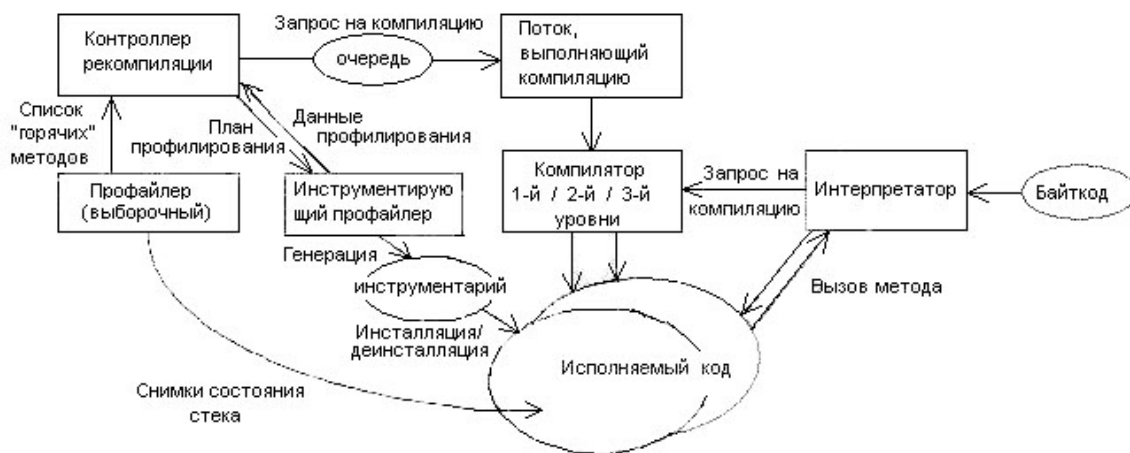 Запрос на компиляцию
Контроллер
рекомпиляции
очередь
Поток,
выполняющий
компиляцию
Список
"горячих"
методов
План
профилирования
Данные
профилирования
Профайлер
(выборочный)
Инструментирую
щий профайлер
Компилятор
1-й / 2-й / 3-й
уровни
Запрос на
компиляцию
Интерпретатор
Байткод
Генерация
инструментарий
Инсталляция/
деинсталляция
Вызов метода
Исполняемый код
Снимки состояния
стека